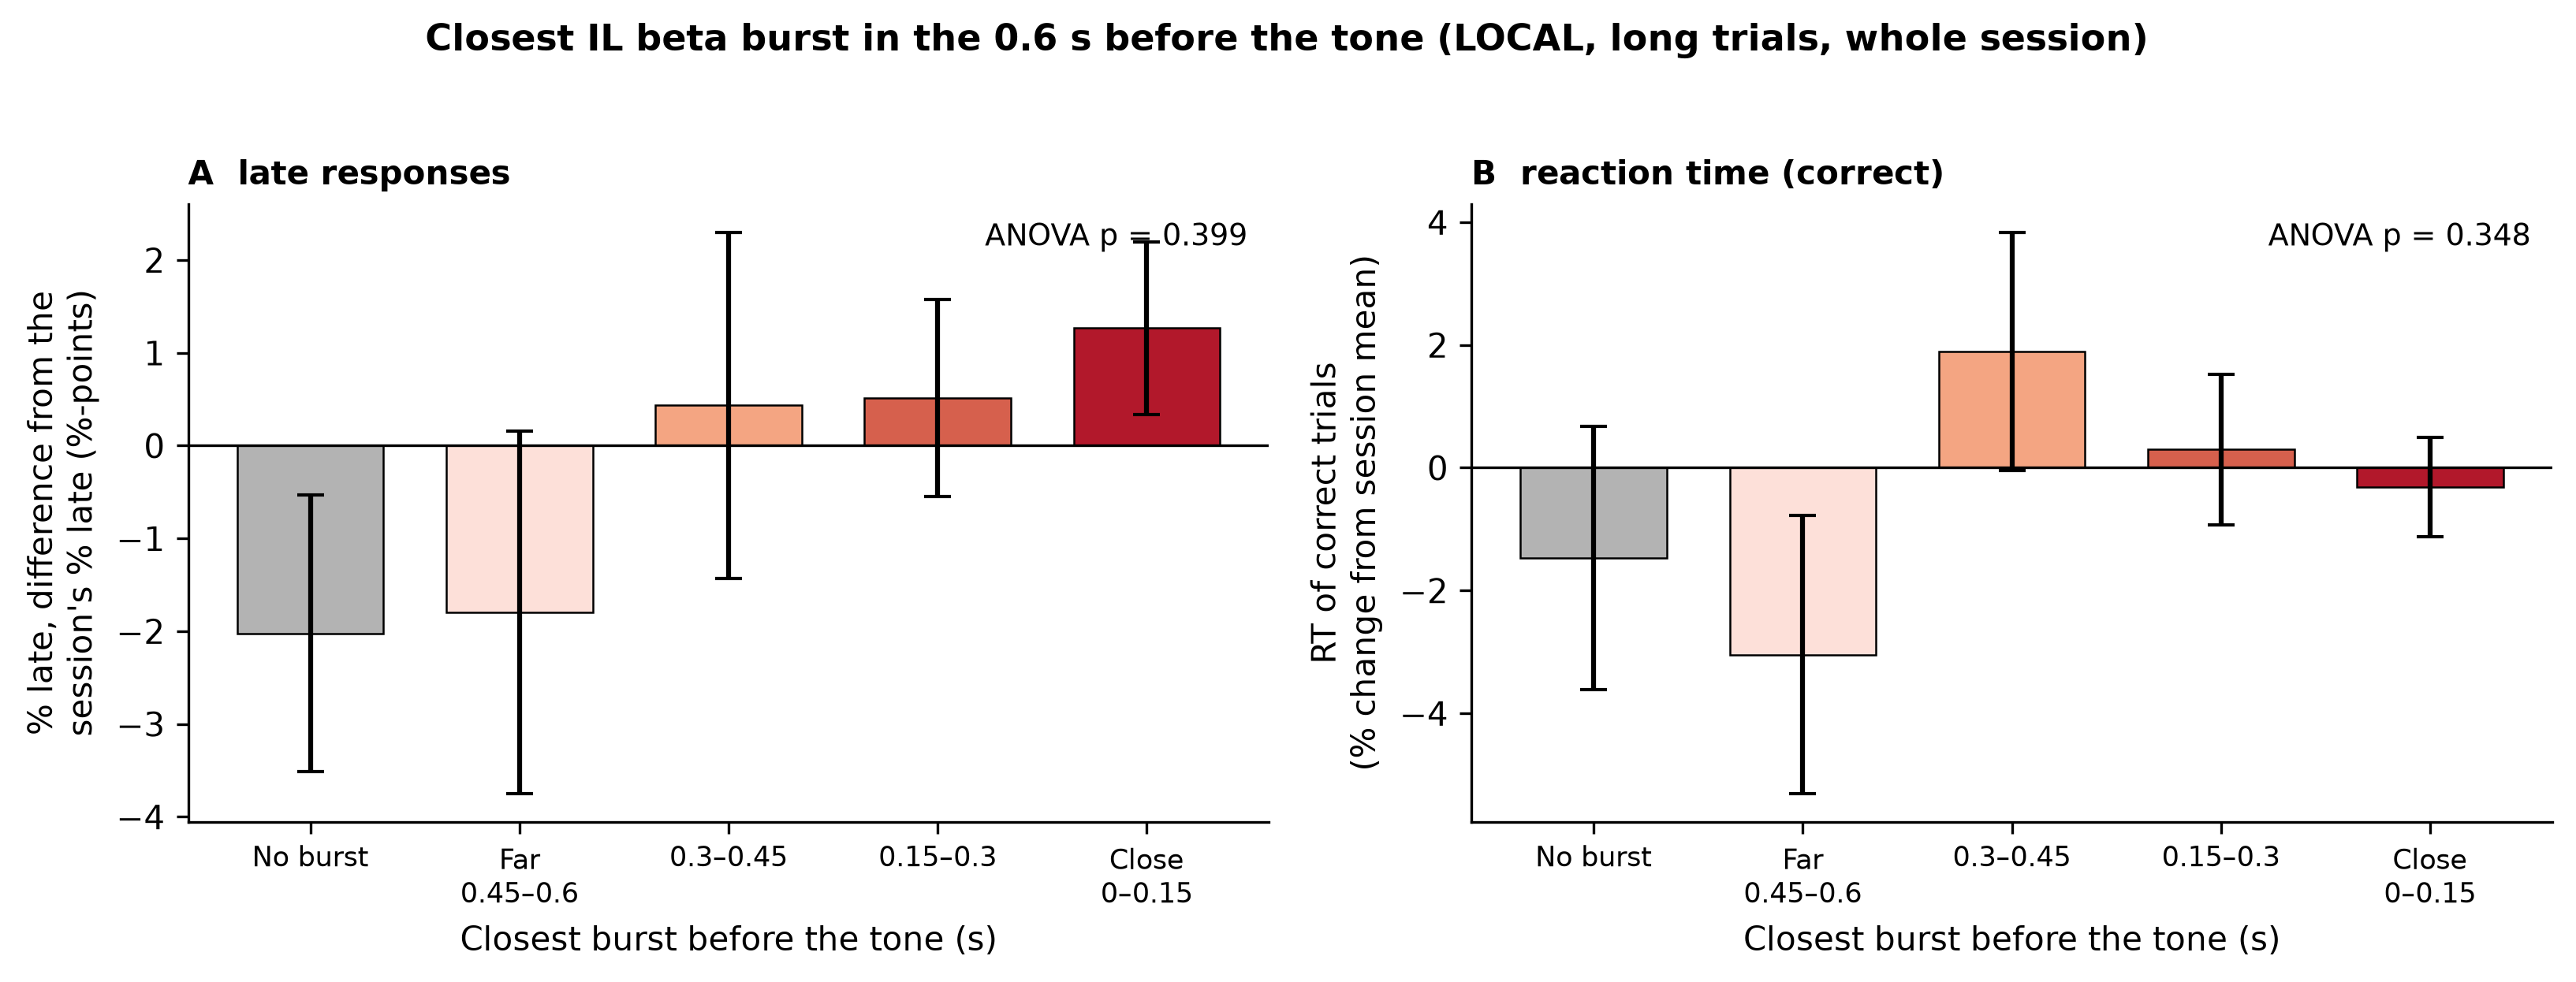 Closest IL beta burst in the 0.6 s before the tone (LOCAL, long trials, whole session)
A late responses
ANOVA p = 0.399
% late, difference from the
session's % late (%-points)
2
1
0
−1
−2
−3
−4
No burst
Far
0.45–0.6
0.3–0.45
0.15–0.3
Close
0–0.15
Closest burst before the tone (s)
B reaction time (correct)
ANOVA p = 0.348
RT of correct trials
(% change from session mean)
4
2
0
−2
−4
No burst
Far
0.45–0.6
0.3–0.45
0.15–0.3
Close
0–0.15
Closest burst before the tone (s)